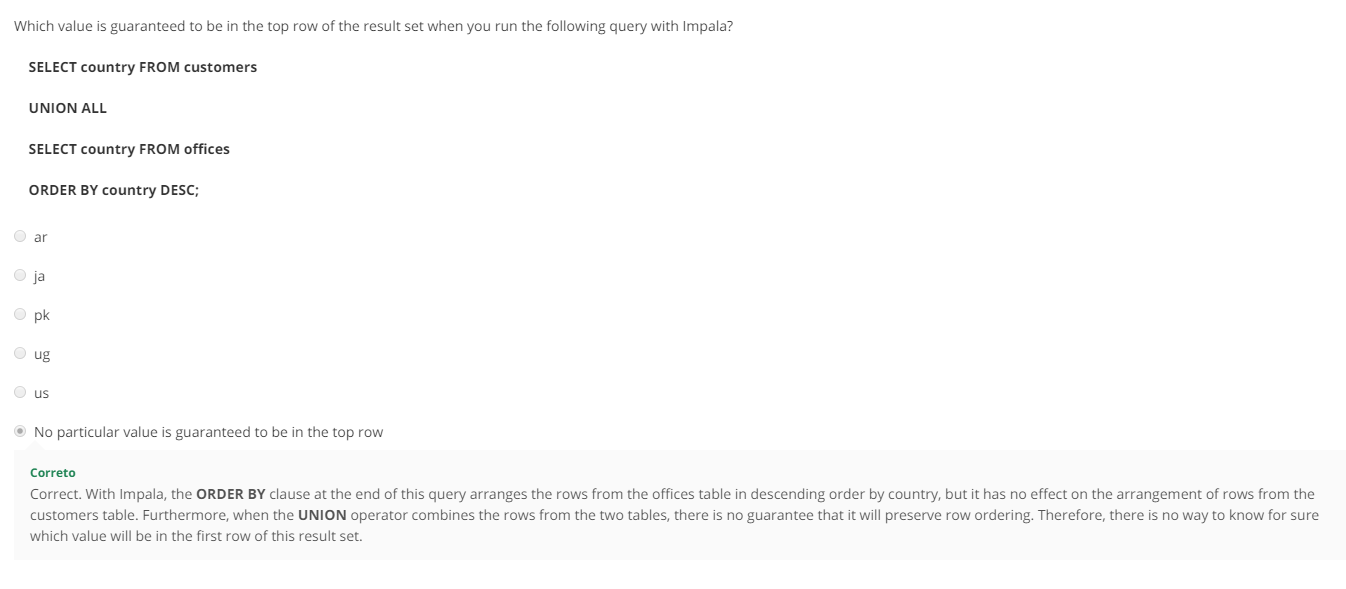 Which value is guaranteed to be in the top row of the result set when you run the following query with Impala?
SELECT country FROM customers
UNION ALL
SELECT country FROM offices
ORDER BY country DESC;
ar
ja
pk
ug
us
No particular value is guaranteed to be in the top row
Correto
Correct. With Impala, the ORDER BY clause at the end of this query arranges the rows from the offices table in descending order by country, but it has no effect on the arrangement of rows from the
customers table. Furthermore, when the UNION operator combines the rows from the two tables, there is no guarantee that it will preserve row ordering. Therefore, there is no way to know for sure
which value will be in the first row of this result set.